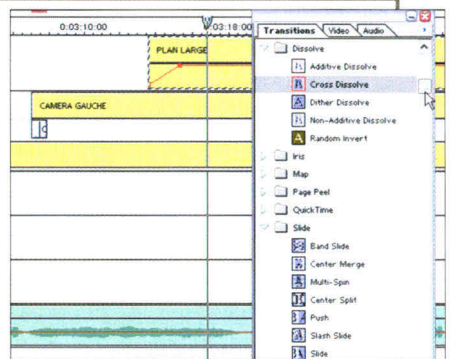 0:03:10:00
03:18:00
Transitions Video Audio
PLAN LARGE
CAMERA GAUCHE
Dissolve
Additive Dissolve
Cross Dissolve
Dither Dissolve
Non-Additive Dissolve
Random Invert
Iris
Map
Page Peel
QuickTime
Slide
Band Slide
Center Merge
Multi-Spin
Center Split
Push
Slash Slide
Slide